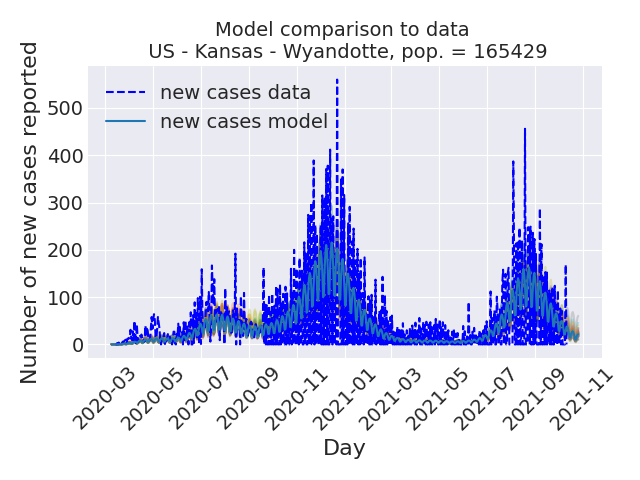 Model comparison to data
US - Kansas - Wyandotte, pop. = 165429
Number of new cases reported
new cases data
new cases model
500
400
300
200
100
0
2020-03
2020-05
2020-07
2020-09
2020-11
2021-01
2021-03
2021-05
2021-07
2021-09
2021-11
Day